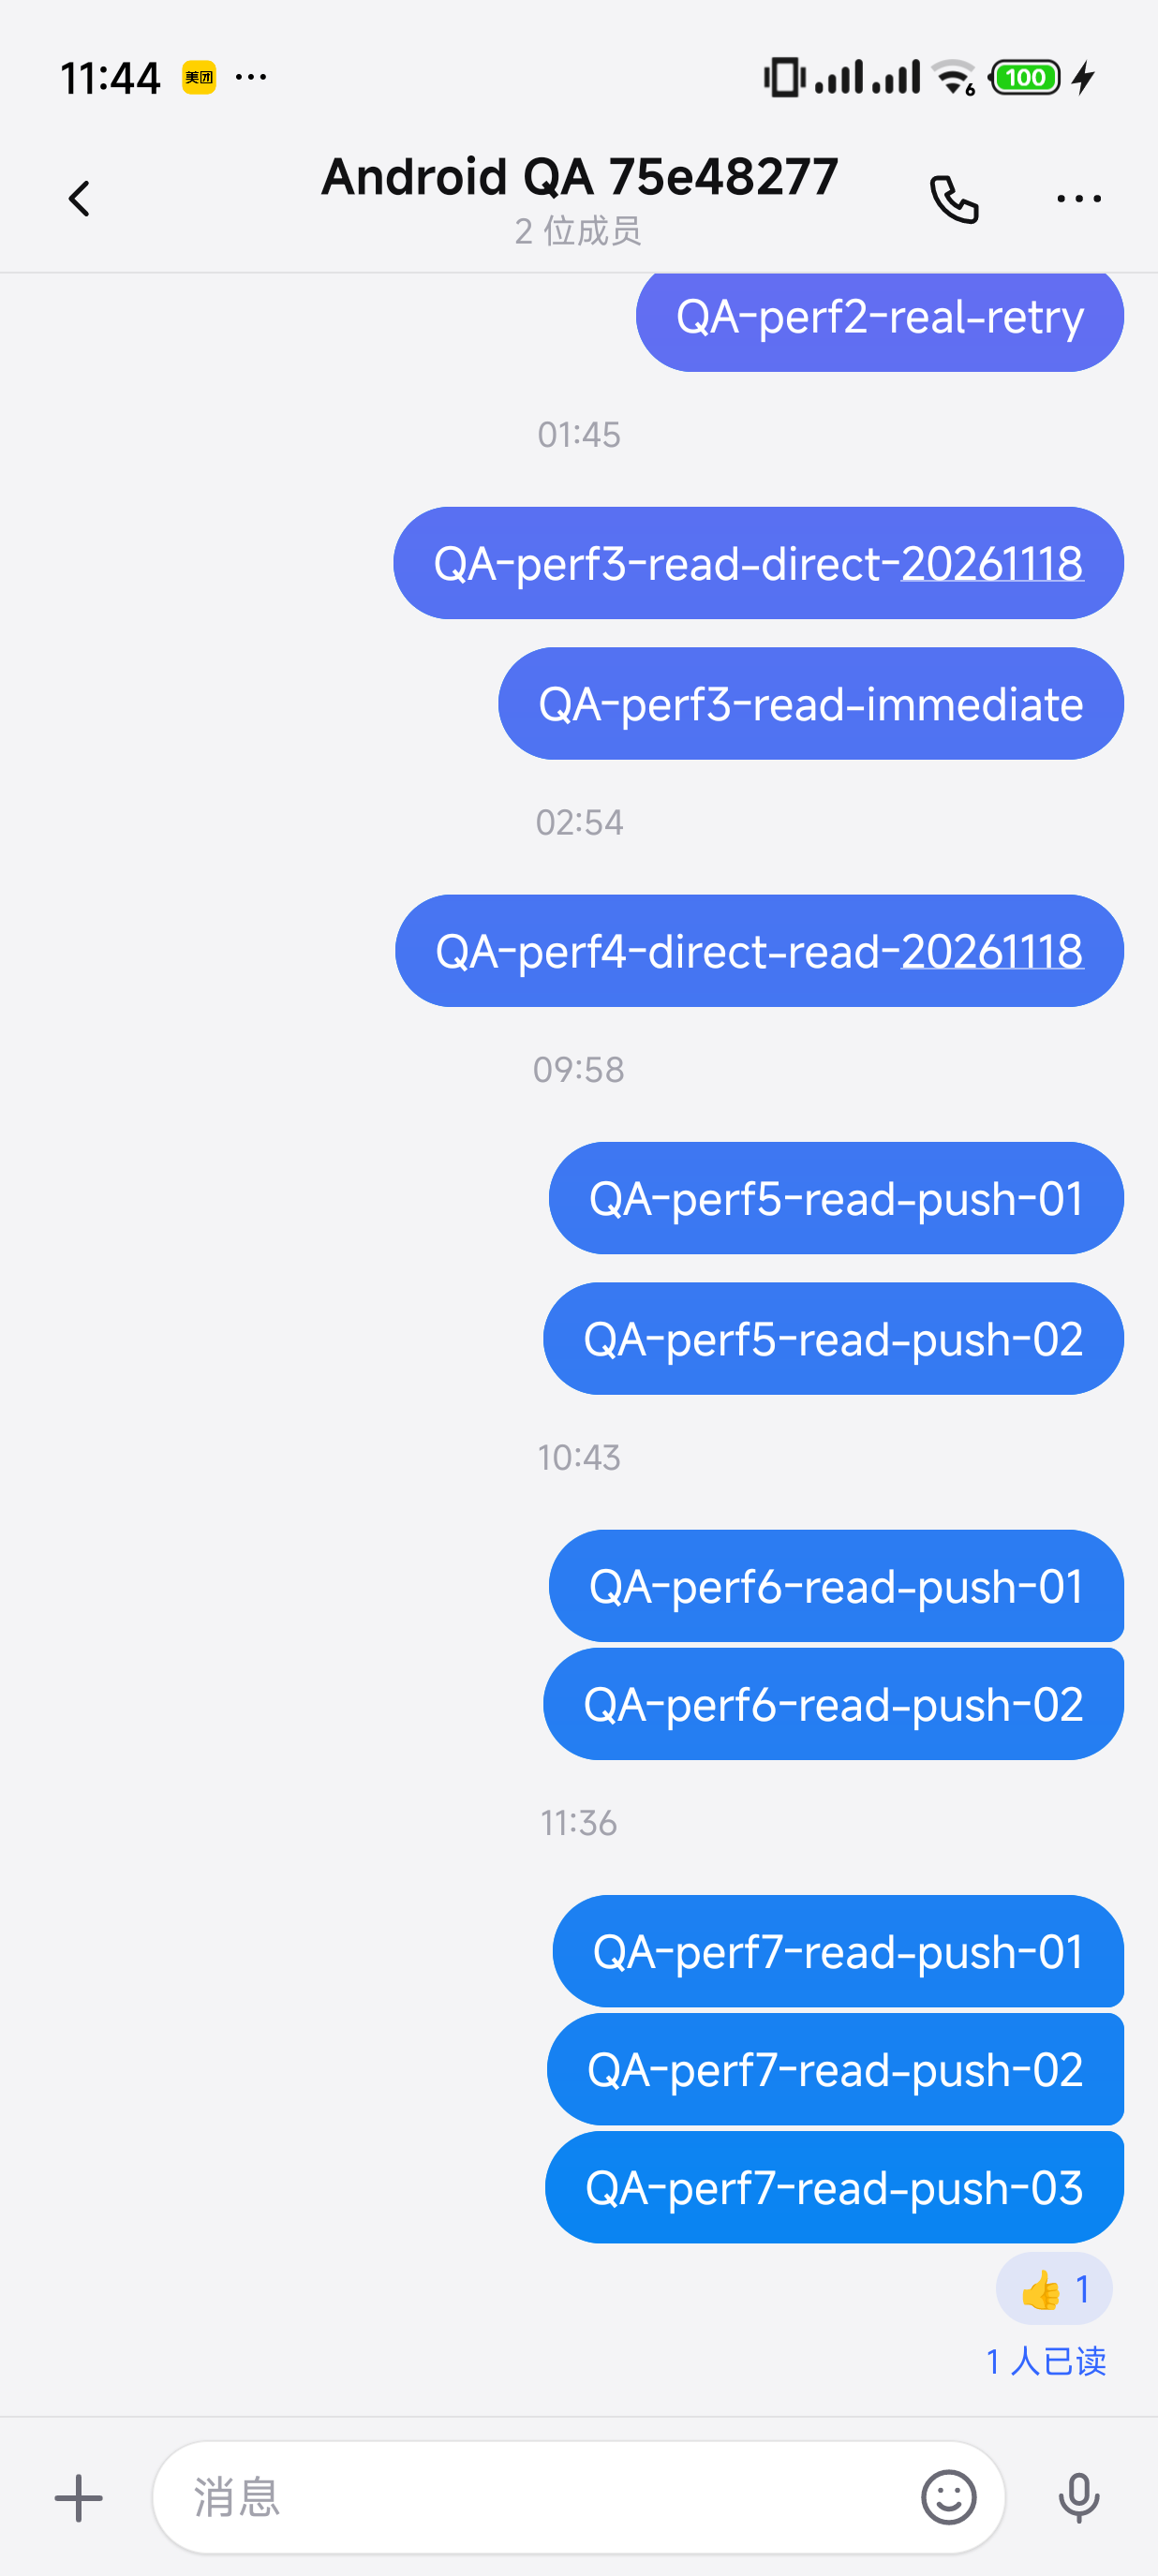 11:44 美团 ... 6 100
Android QA 75e48277
2 位成员
QA-perf2-real-retry
01:45
QA-perf3-read-direct-20261118
QA-perf3-read-immediate
02:54
QA-perf4-direct-read-20261118
09:58
QA-perf5-read-push-01
QA-perf5-read-push-02
10:43
QA-perf6-read-push-01
QA-perf6-read-push-02
11:36
QA-perf7-read-push-01
QA-perf7-read-push-02
QA-perf7-read-push-03
👍 1
1 人已读
消息